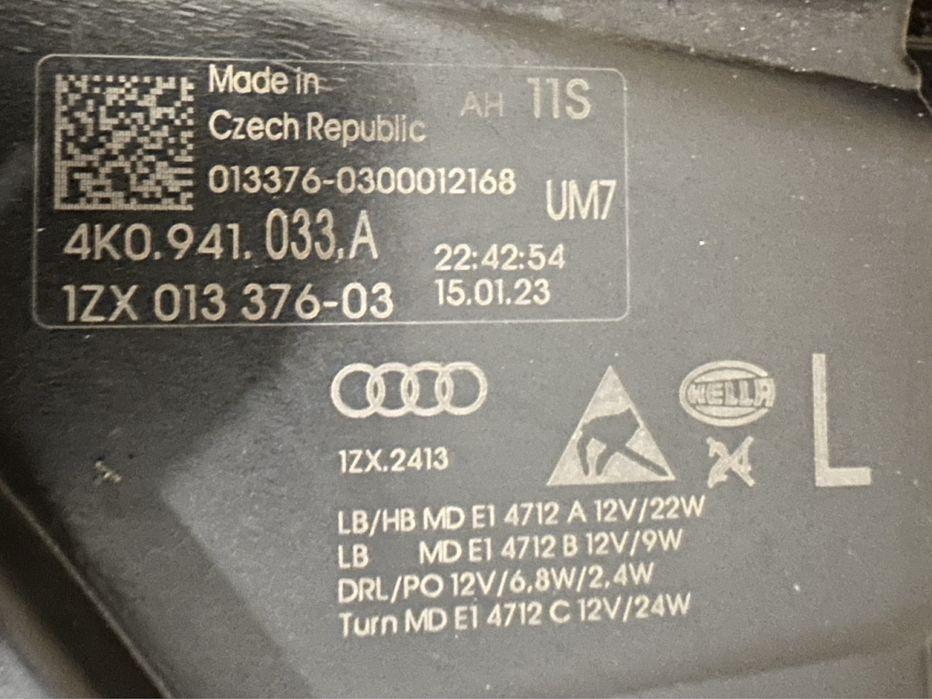 Made in
Czech Republic
AH 11S
013376-0300012168
UM7
4K0.941.033.A
22:42:54
1ZX 013 376-03
15.01.23
HELLA
L
1ZX.2413
24
LB/HB MD E1 4712 A 12V/22W
LB MD E1 4712 B 12V/9W
DRL/PO 12V/6,8W/2,4W
Turn MD E1 4712 C 12V/24W